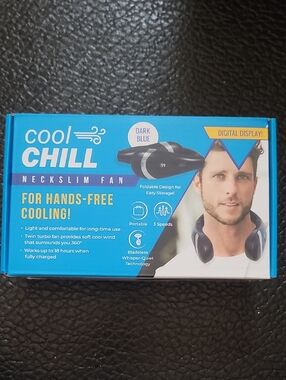 cool
CHILL
NECKSLIM FAN
FOR HANDS-FREE
COOLING!
• Light and comfortable for long-time use
• Twin turbo fan provides soft cool wind
that surrounds you 360°
• Works up to 18 hours when
fully charged
DARK
BLUE
Foldable Design for
Easy Storage!
Portable
3 Speeds
Bladeless
Whisper-Quiet
Technology
DIGITAL DISPLAY!